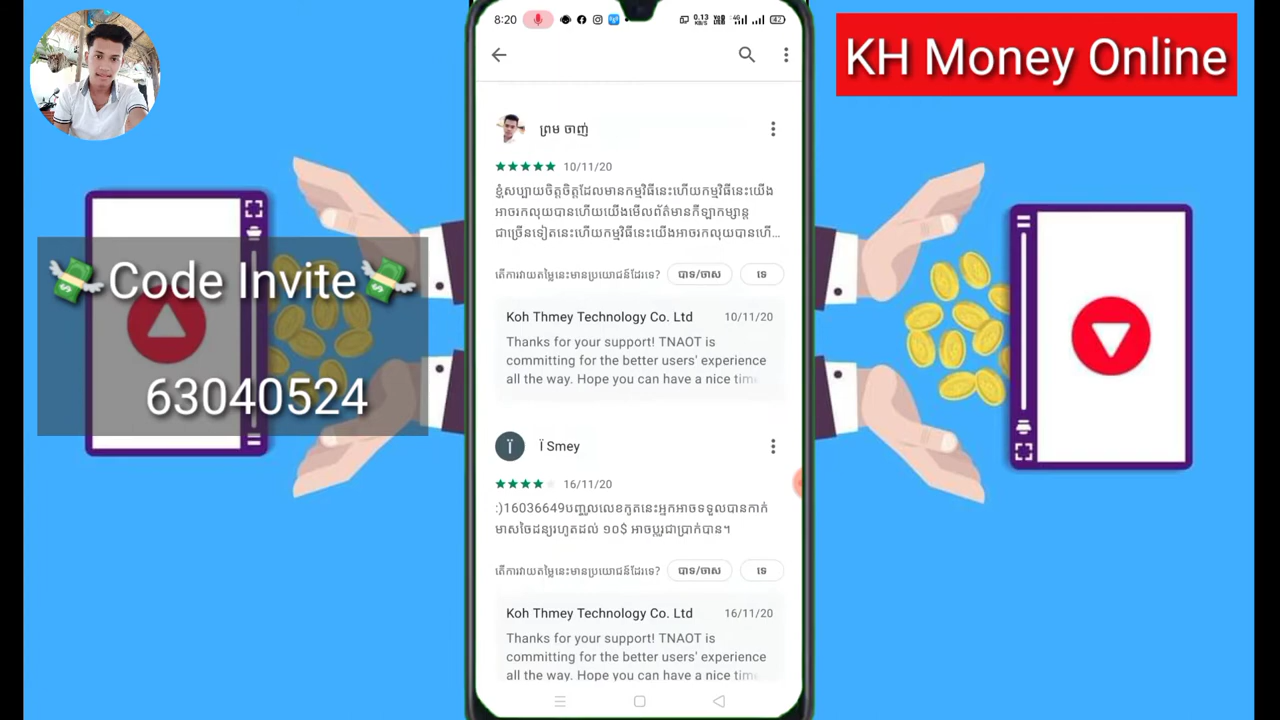 KH Money Online
Code Invite
63040524
8:20
0.13
KB/S
4G
42
ព្រម ចាញ់
10/11/20
ខ្ញុំសប្បាយចិត្តចិត្តដែលមានកម្មវិធីនេះហើយកម្មវិធីនេះយើង
អាចរកលុយបានហើយយើងមើលព័ត៌មានកីឡាកម្សាន្ត
ជាច្រើនទៀតនេះហើយកម្មវិធីនេះយើងអាចរកលុយបានហើ...
តើការវាយតម្លៃនេះមានប្រយោជន៍ដែរទេ? បាទ/ចាស ទេ
Koh Thmey Technology Co. Ltd 10/11/20
Thanks for your support! TNAOT is
committing for the better users' experience
all the way. Hope you can have a nice time
Ï Ï Smey
16/11/20
:)16036649បញ្ចូលលេខកូតនេះអ្នកអាចទទួលបានកាក់
មាសចៃដន្យរហូតដល់ ១០$ អាចប្ដូរជាប្រាក់បាន។
តើការវាយតម្លៃនេះមានប្រយោជន៍ដែរទេ? បាទ/ចាស ទេ
Koh Thmey Technology Co. Ltd 16/11/20
Thanks for your support! TNAOT is
committing for the better users' experience
all the way. Hope you can have a nice time